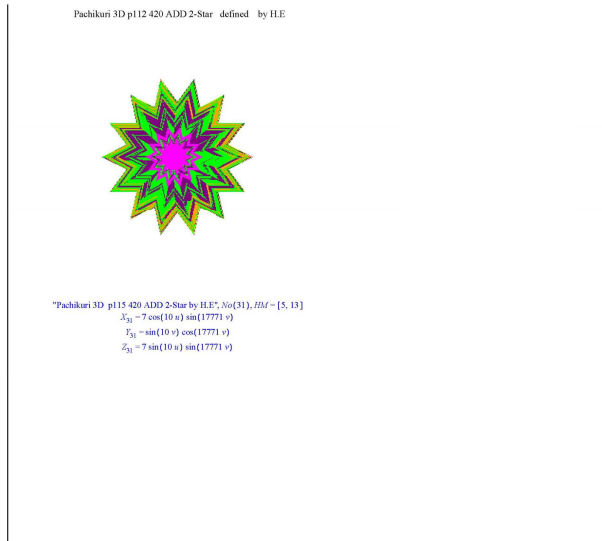 Pachikuri 3D p112 420 ADD 2-Star defined by H.E
"Pachikuri 3D p115 420 ADD 2-Star by H.E", No(31), HM = [5, 13]
X₃₁ = 7 cos(10 u) sin(17771 v)
Y₃₁ = sin(10 v) cos(17771 v)
Z₃₁ = 7 sin(10 u) sin(17771 v)